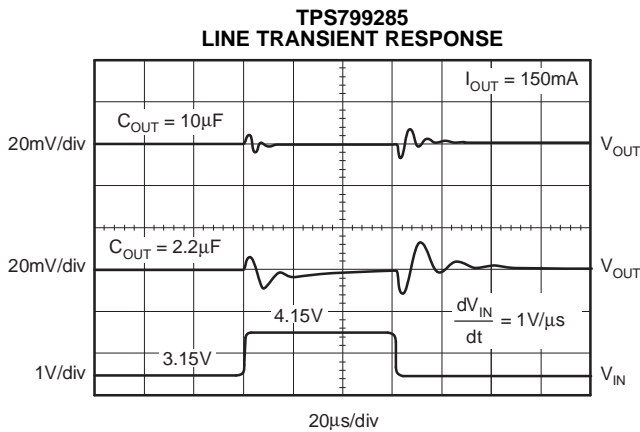 TPS799285
LINE TRANSIENT RESPONSE
I_OUT = 150mA
C_OUT = 10μF
20mV/div
V_OUT
C_OUT = 2.2μF
20mV/div
V_OUT
4.15V
dV_IN
dt
= 1V/μs
3.15V
1V/div
V_IN
20μs/div